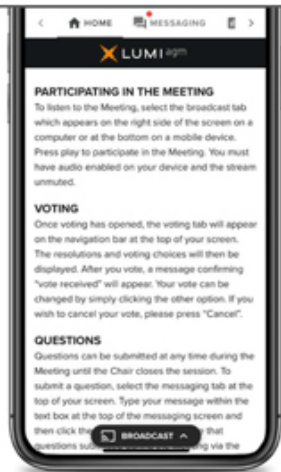 HOME MESSAGING
LUMI agm
PARTICIPATING IN THE MEETING
To listen to the Meeting, select the broadcast tab
which appears on the right side of the screen on a
computer or at the bottom on a mobile device.
Press play to participate in the Meeting. You must
have audio enabled on your device and the stream
unmuted.
VOTING
Once voting has opened, the voting tab will appear
on the navigation bar at the top of your screen.
The resolutions and voting choices will then be
displayed. After you vote, a message confirming
"vote received" will appear. Your vote can be
changed by simply clicking the other option. If you
wish to cancel your vote, please press "Cancel".
QUESTIONS
Questions can be submitted at any time during the
Meeting until the Chair closes the session. To
submit a question, select the messaging tab at the
top of your screen. Type your message within the
text box at the top of the messaging screen and
then click the that
BROADCAST
questions via the